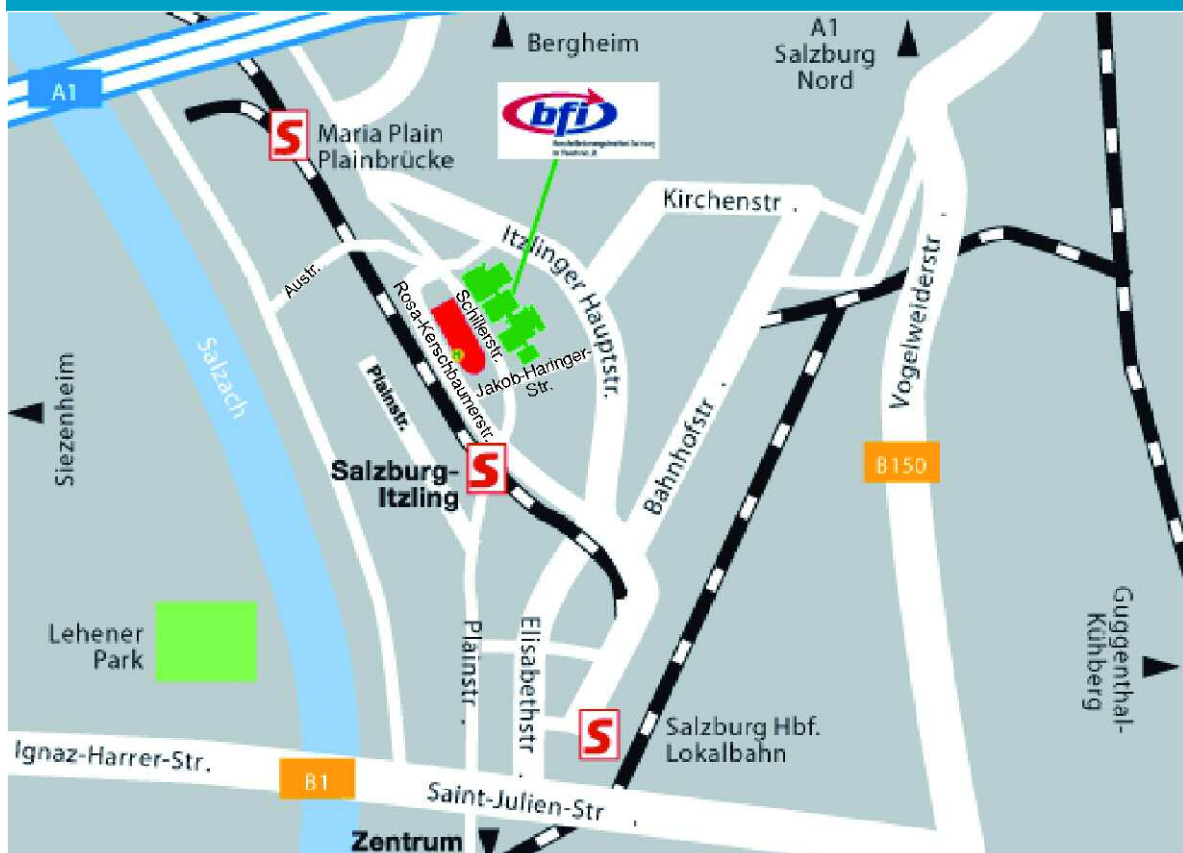 Bergheim
A1
Salzburg
Nord
A1
bfi
S
Maria Plain
Plainbrücke
Kirchenstr.
Itzlinger Hauptstr.
Austr.
Rosa-Kerschbaumerstr.
Schillerstr.
Jakob-Haringer-
Str.
Vogelweiderstr.
Salzach
Siezenheim
Plainstr.
Bahnhofstr.
B150
Salzburg-
Itzling
S
Lehener
Park
Plainstr.
Elisabethstr.
Guggenthal-
Kühberg
S
Salzburg Hbf.
Lokalbahn
Ignaz-Harrer-Str.
B1
Saint-Julien-Str.
Zentrum